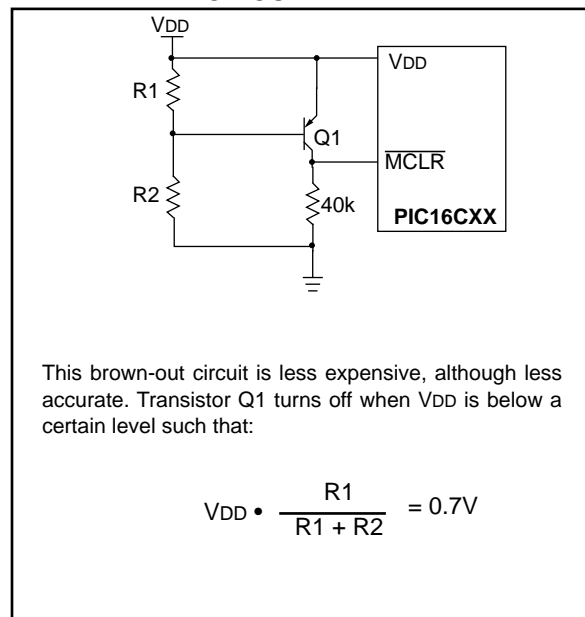 VDD
VDD
R1
Q1
MCLR
R2
40k
PIC16CXX
This brown-out circuit is less expensive, although less
accurate. Transistor Q1 turns off when VDD is below a
certain level such that:
VDD • R1 / R1 + R2 = 0.7V